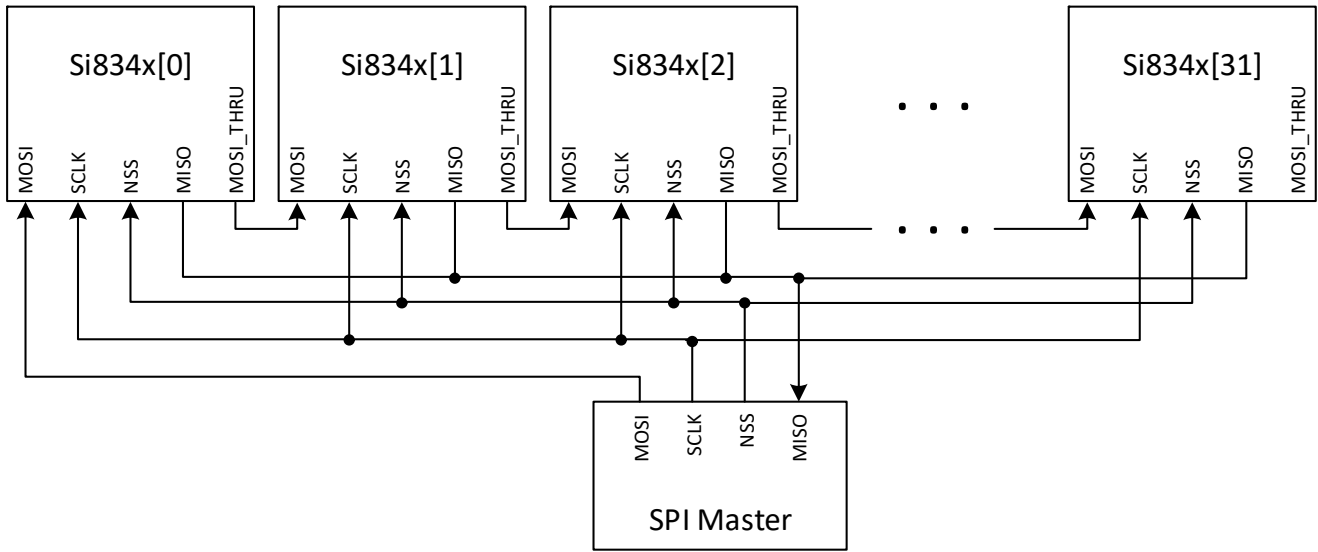 Si834x[0]
Si834x[1]
Si834x[2]
Si834x[31]
MOSI
SCLK
NSS
MISO
MOSI_THRU
MOSI
SCLK
NSS
MISO
MOSI_THRU
MOSI
SCLK
NSS
MISO
MOSI_THRU
MOSI
SCLK
NSS
MISO
MOSI_THRU
. . .
. . .
MOSI
SCLK
NSS
MISO
SPI Master